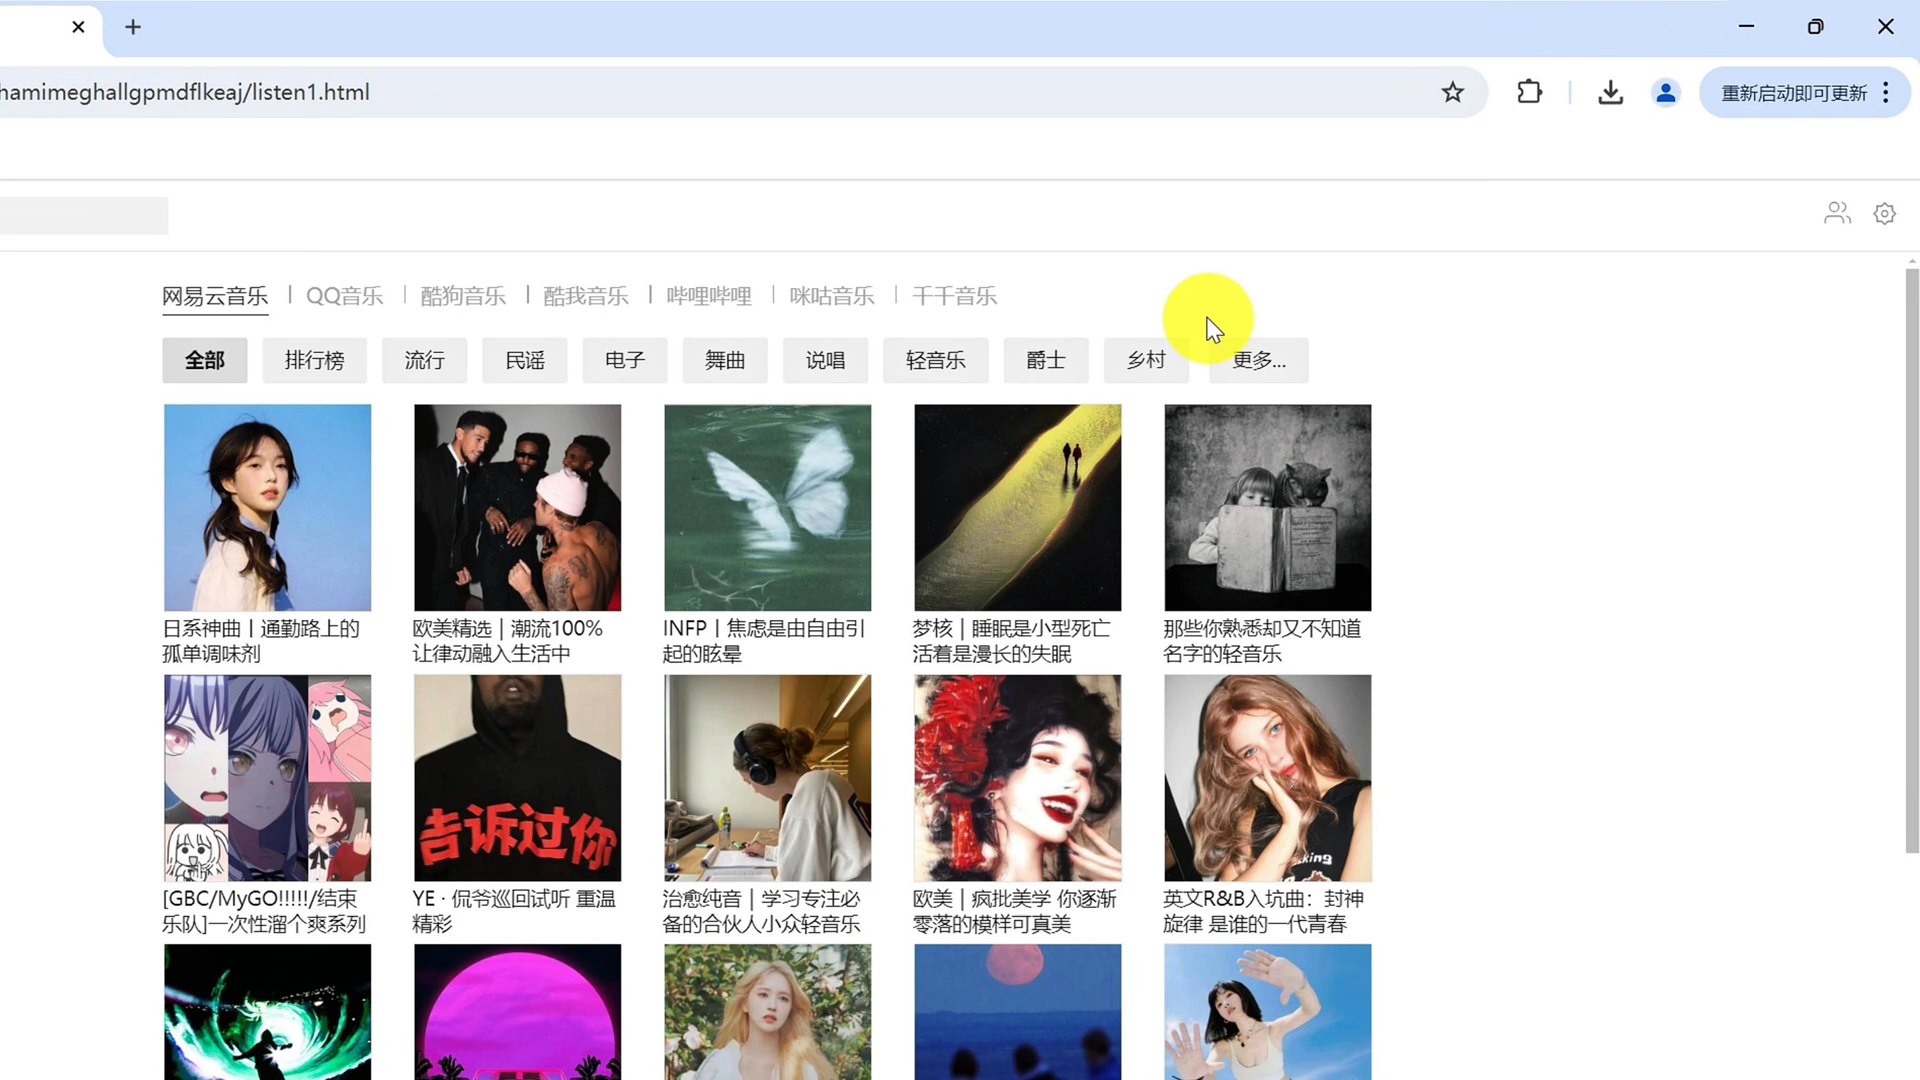 hamimeghallgpmdflkeaj/listen1.html
重新启动即可更新
网易云音乐 QQ音乐 酷狗音乐 酷我音乐 哔哩哔哩 咪咕音乐 千千音乐
全部 排行榜 流行 民谣 电子 舞曲 说唱 轻音乐 爵士 乡村 更多...
日系神曲丨通勤路上的
孤单调味剂
欧美精选 | 潮流100%
让律动融入生活中
INFP丨焦虑是由自由引
起的眩晕
梦核 | 睡眠是小型死亡
活着是漫长的失眠
那些你熟悉却又不知道
名字的轻音乐
告诉过你
king
[GBC/MyGO!!!!!/结束
乐队]一次性溜个爽系列
YE · 侃爷巡回试听 重温
精彩
治愈纯音 | 学习专注必
备的合伙人小众轻音乐
欧美 | 疯批美学 你逐渐
零落的模样可真美
英文R&B入坑曲：封神
旋律 是谁的一代青春